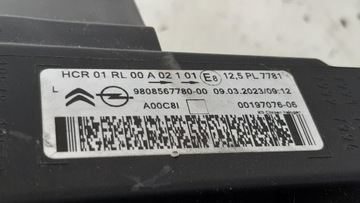 HCR 01 RL 00 A 02 1 01 E8 12,5 PL 7781
L 9808567780-00 09.03.2023/09:12
A00C8I 00197076-06